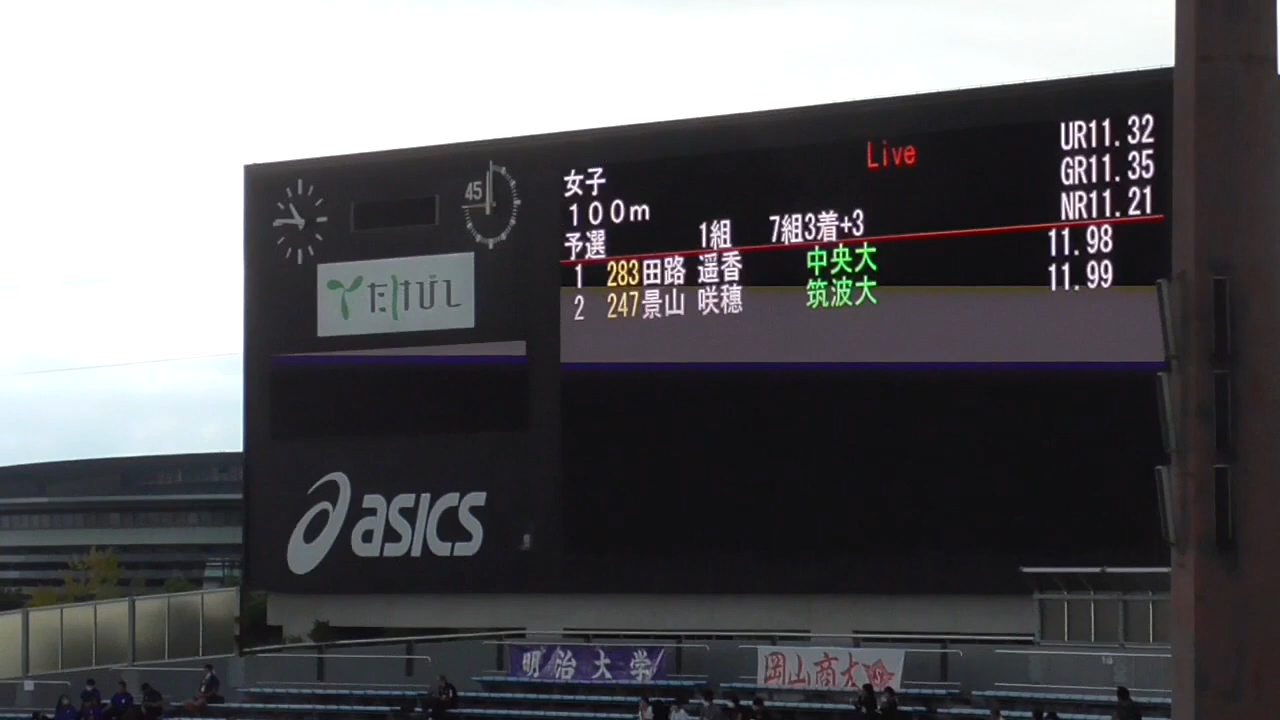 45
たけびし
asics
Live
UR11.32
GR11.35
NR11.21
女子
100m
予選 1組 7組3着+3
1 283 田路 遥香 中央大 11.98
2 247 景山 咲穂 筑波大 11.99
明治大学
岡山商大